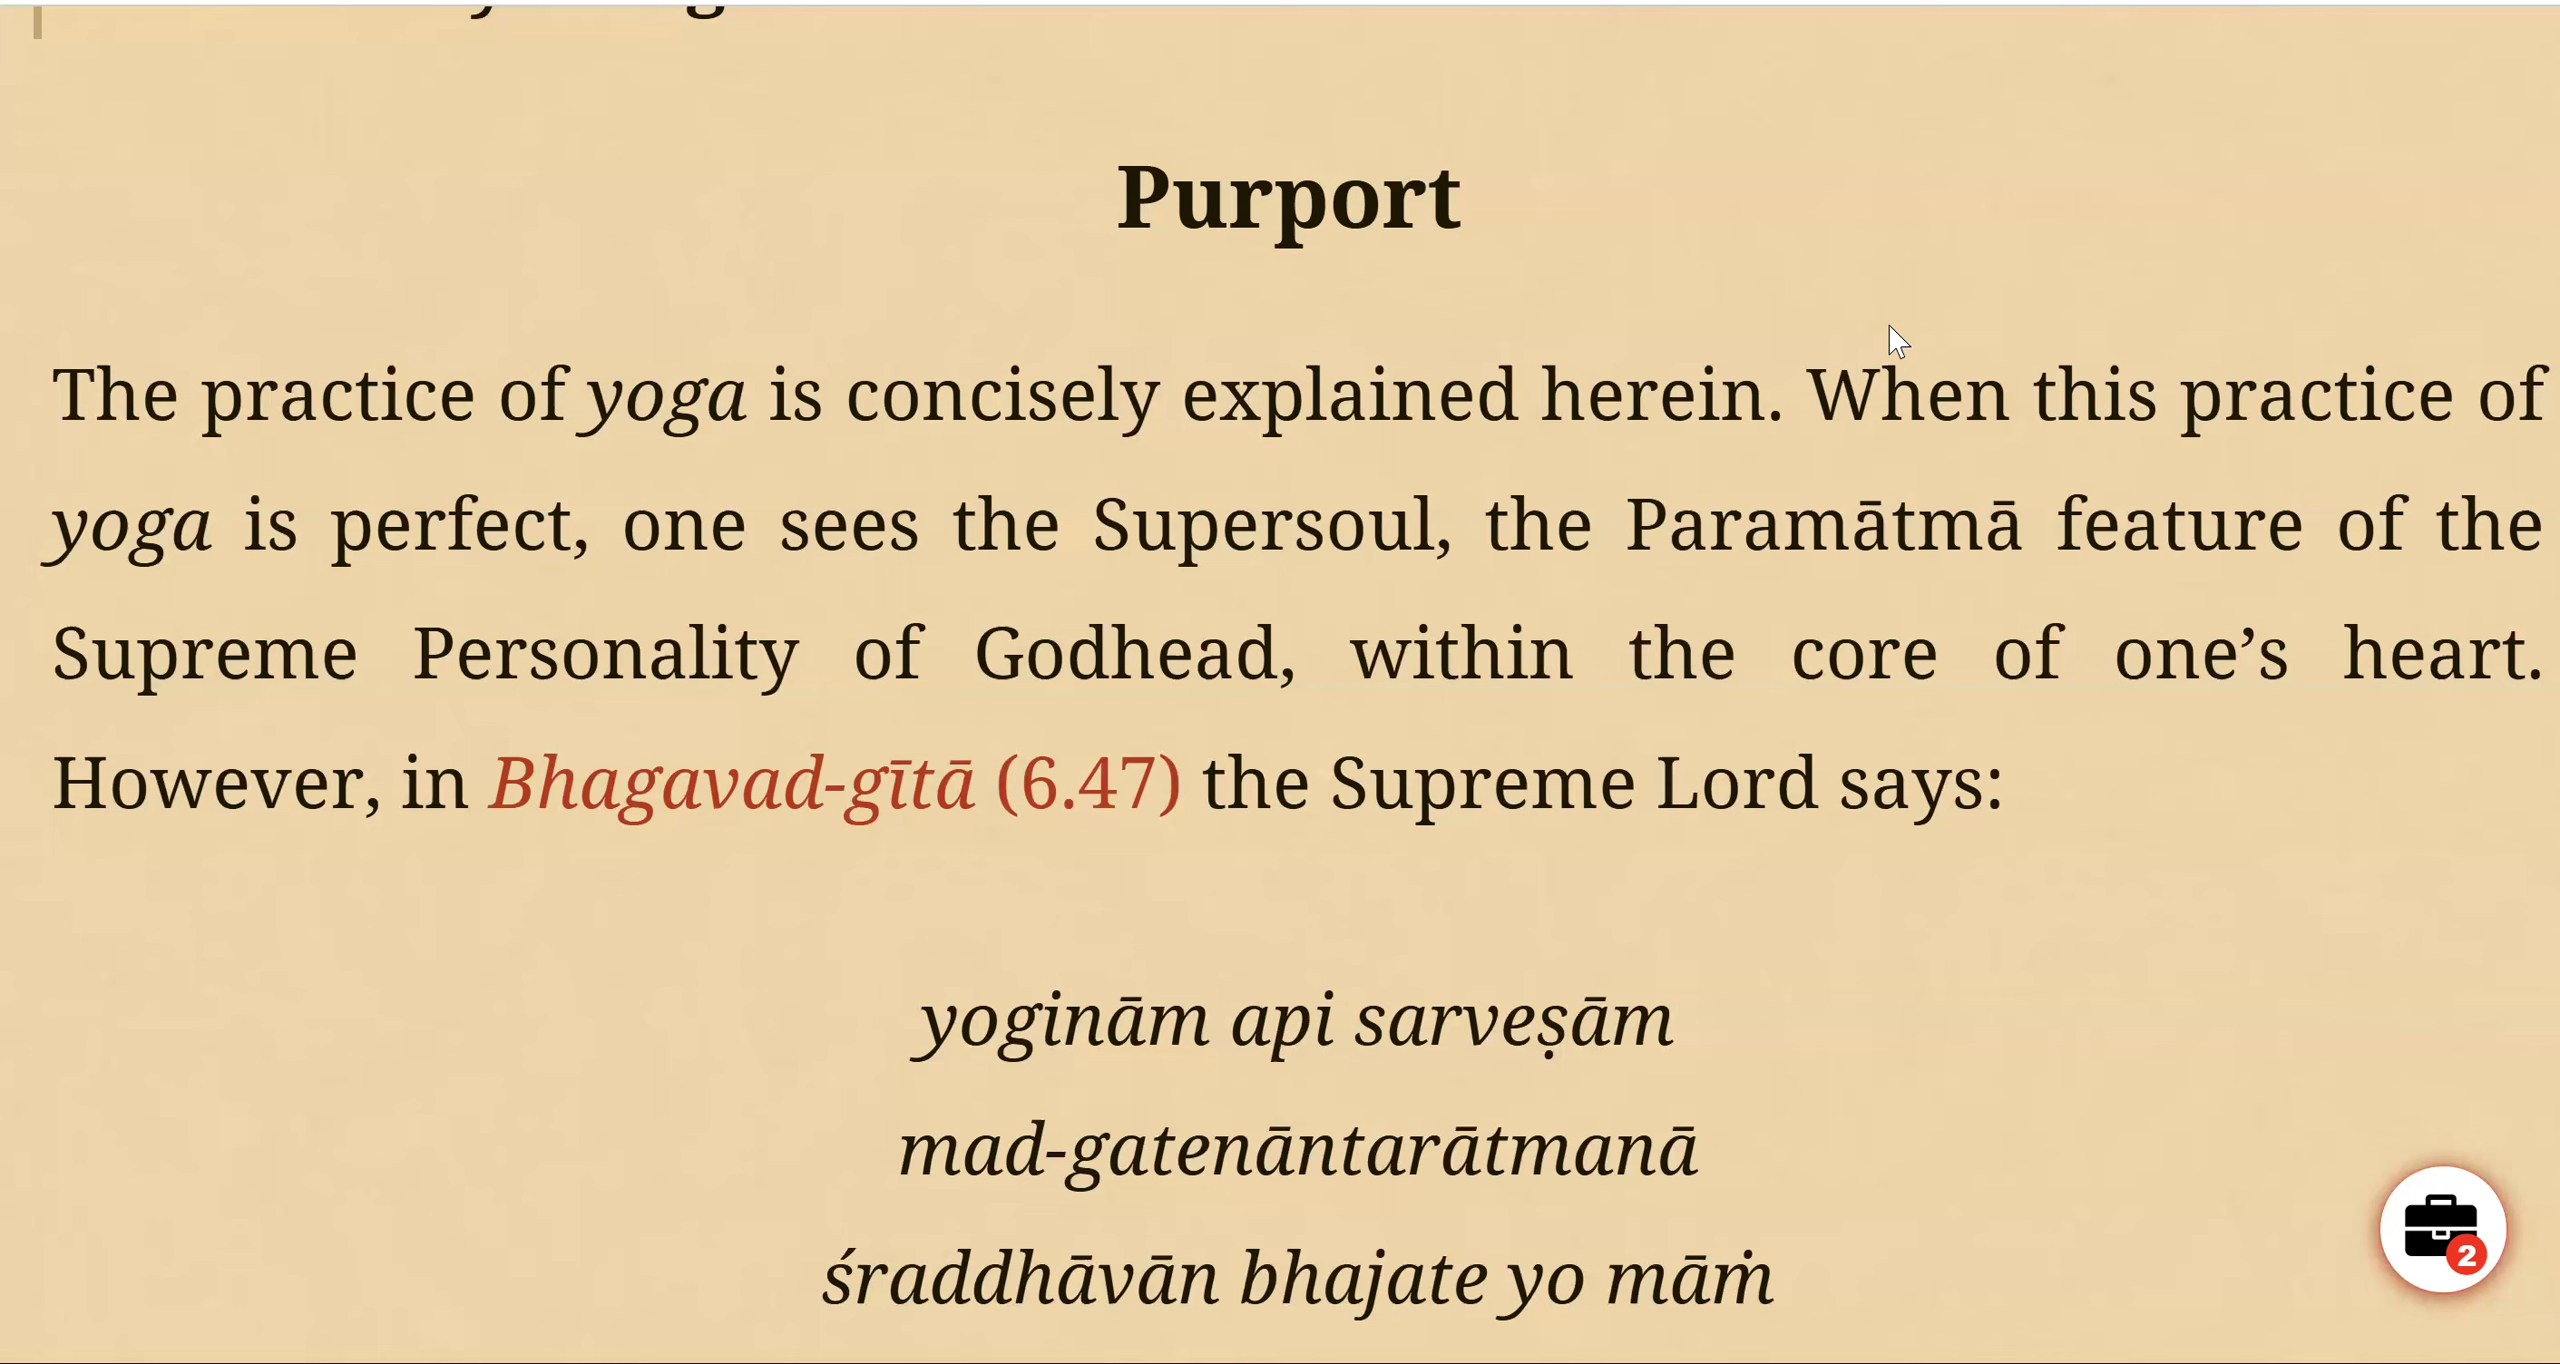 Purport
The practice of yoga is concisely explained herein. When this practice of
yoga is perfect, one sees the Supersoul, the Paramātmā feature of the
Supreme Personality of Godhead, within the core of one’s heart.
However, in Bhagavad-gītā (6.47) the Supreme Lord says:
yoginām api sarveṣām
mad-gatenāntarātmanā
śraddhāvān bhajate yo māṁ
2